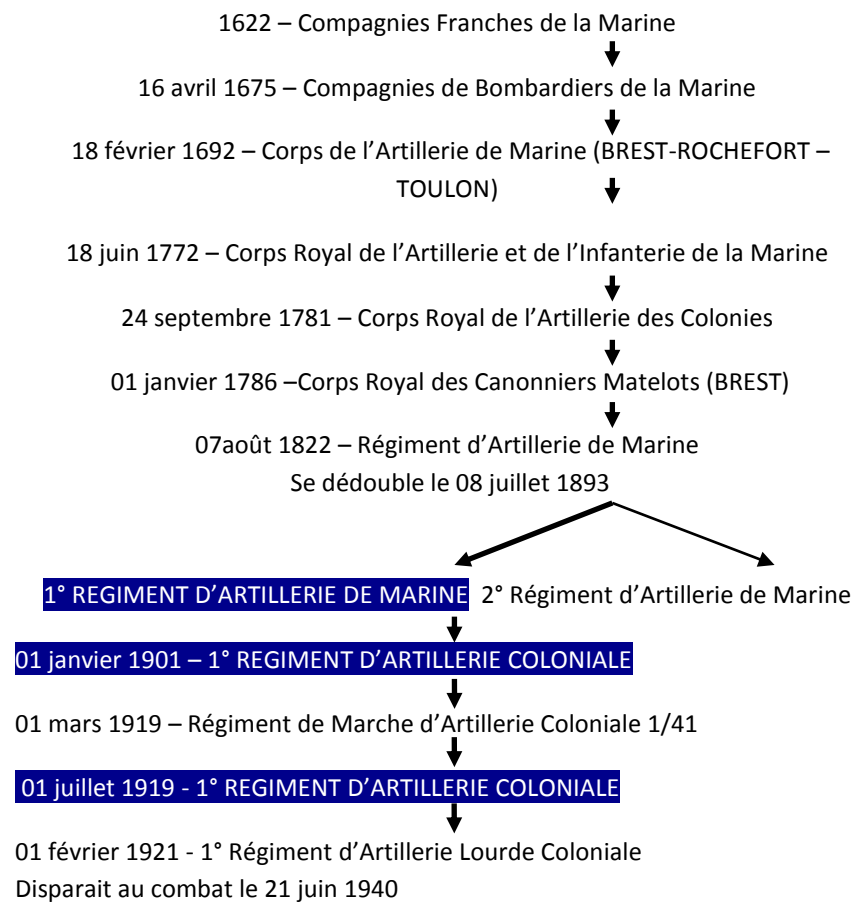 1622 – Compagnies Franches de la Marine
16 avril 1675 – Compagnies de Bombardiers de la Marine
18 février 1692 – Corps de l’Artillerie de Marine (BREST-ROCHEFORT –
TOULON)
18 juin 1772 – Corps Royal de l’Artillerie et de l’Infanterie de la Marine
24 septembre 1781 – Corps Royal de l’Artillerie des Colonies
01 janvier 1786 –Corps Royal des Canonniers Matelots (BREST)
07août 1822 – Régiment d’Artillerie de Marine
Se dédouble le 08 juillet 1893
1° REGIMENT D’ARTILLERIE DE MARINE 2° Régiment d’Artillerie de Marine
01 janvier 1901 – 1° REGIMENT D’ARTILLERIE COLONIALE
01 mars 1919 – Régiment de Marche d’Artillerie Coloniale 1/41
01 juillet 1919 - 1° REGIMENT D’ARTILLERIE COLONIALE
01 février 1921 - 1° Régiment d’Artillerie Lourde Coloniale
Disparait au combat le 21 juin 1940